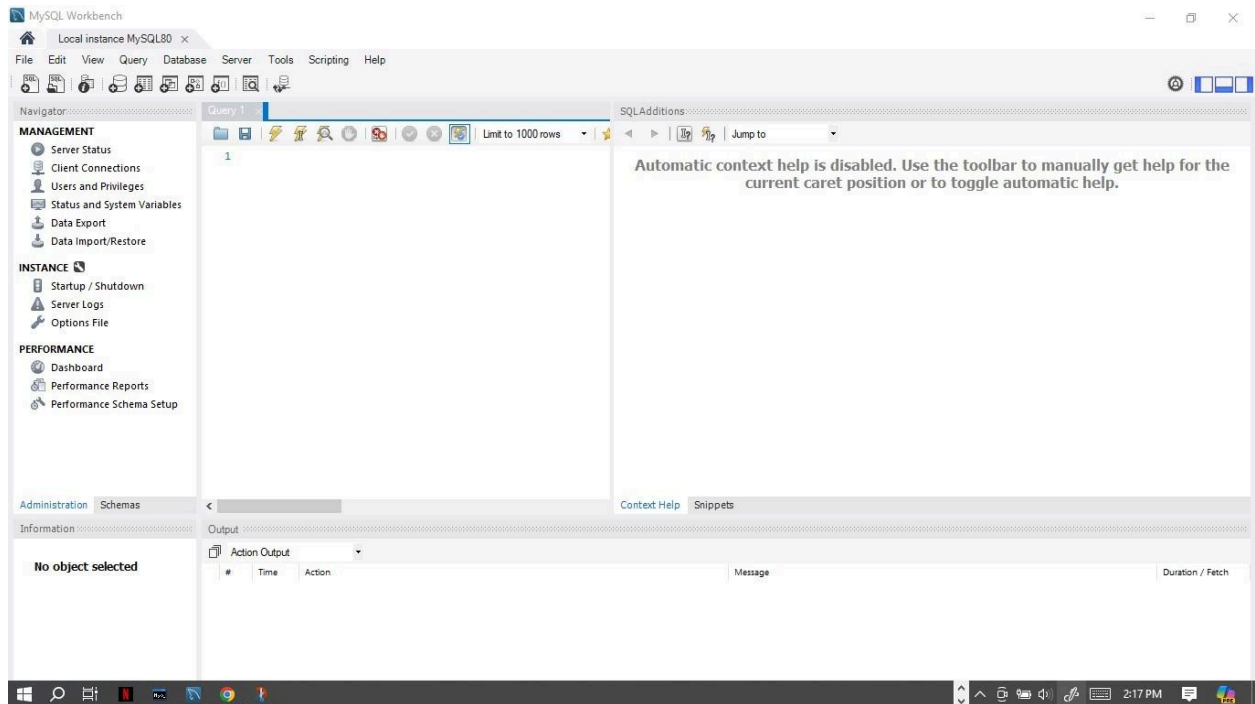 MySQL Workbench
Local instance MySQL80
File Edit View Query Database Server Tools Scripting Help
Navigator
MANAGEMENT
Server Status
Client Connections
Users and Privileges
Status and System Variables
Data Export
Data Import/Restore
INSTANCE
Startup / Shutdown
Server Logs
Options File
PERFORMANCE
Dashboard
Performance Reports
Performance Schema Setup
Administration Schemas
Query 1
Limit to 1000 rows
1
SQLAdditions
Jump to
Automatic context help is disabled. Use the toolbar to manually get help for the
current caret position or to toggle automatic help.
Context Help Snippets
Information
No object selected
Output
Action Output
# Time Action Message Duration / Fetch
2:17 PM